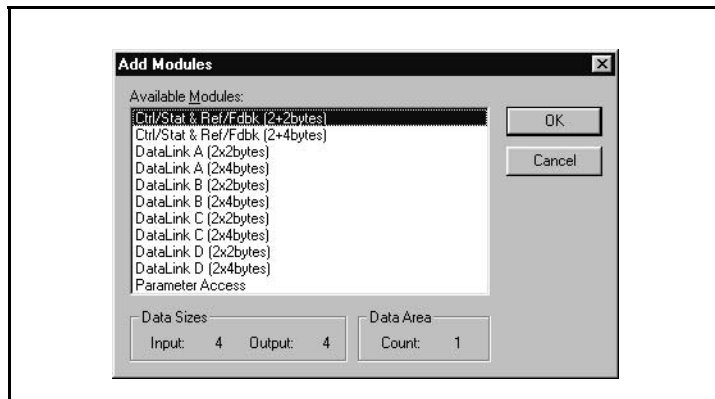 Add Modules
Available Modules:
Ctrl/Stat & Ref/Fdbk (2+2bytes)
Ctrl/Stat & Ref/Fdbk (2+4bytes)
DataLink A (2x2bytes)
DataLink A (2x4bytes)
DataLink B (2x2bytes)
DataLink B (2x4bytes)
DataLink C (2x2bytes)
DataLink C (2x4bytes)
DataLink D (2x2bytes)
DataLink D (2x4bytes)
Parameter Access
OK
Cancel
Data Sizes
Input: 4 Output: 4
Data Area
Count: 1